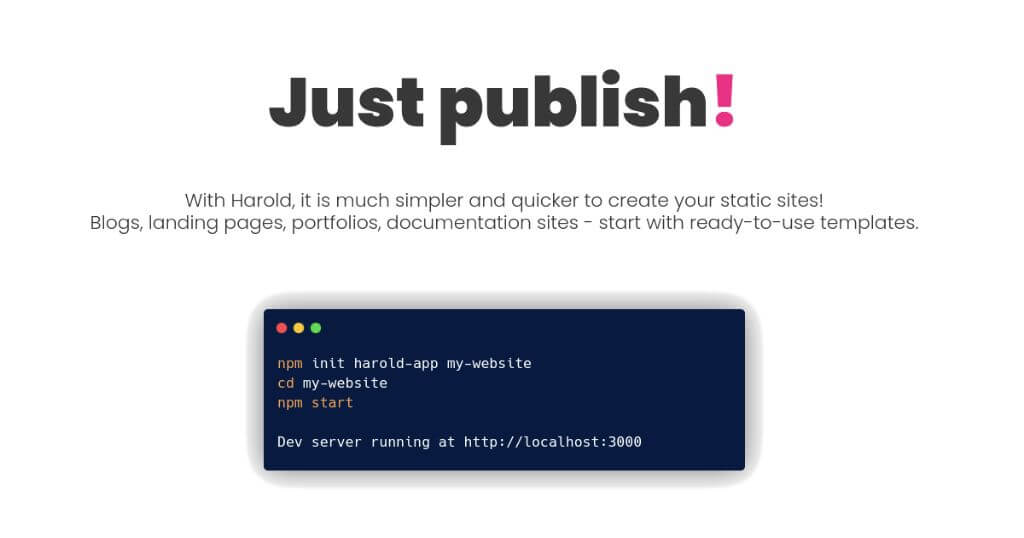 Just publish!
With Harold, it is much simpler and quicker to create your static sites!
Blogs, landing pages, portfolios, documentation sites - start with ready-to-use templates.
npm init harold-app my-website
cd my-website
npm start
Dev server running at http://localhost:3000